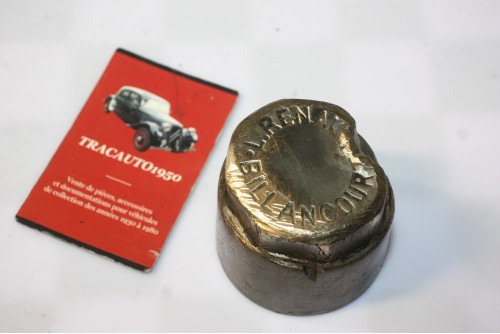 TRACAUTO1950
Vente de pièces, accessoires
et documentations pour véhicules
de collection des années 1930 à 1980
L.RENAU
BILLANCOUR